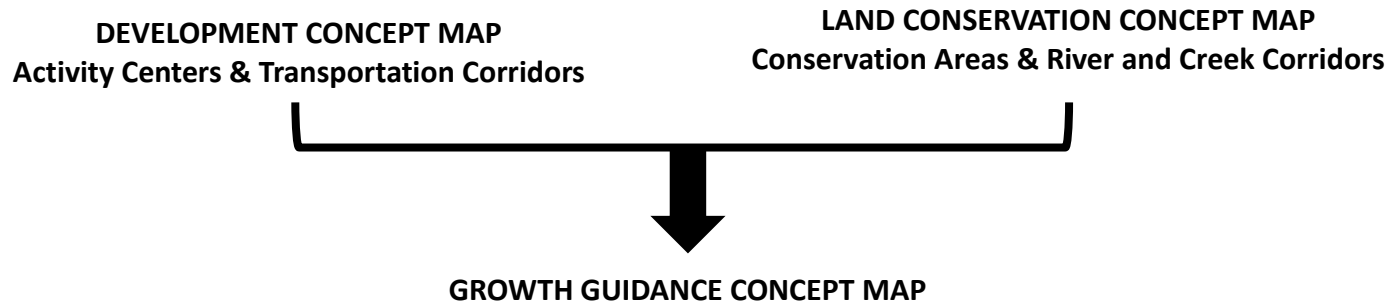 DEVELOPMENT CONCEPT MAP
Activity Centers & Transportation Corridors
LAND CONSERVATION CONCEPT MAP
Conservation Areas & River and Creek Corridors
GROWTH GUIDANCE CONCEPT MAP